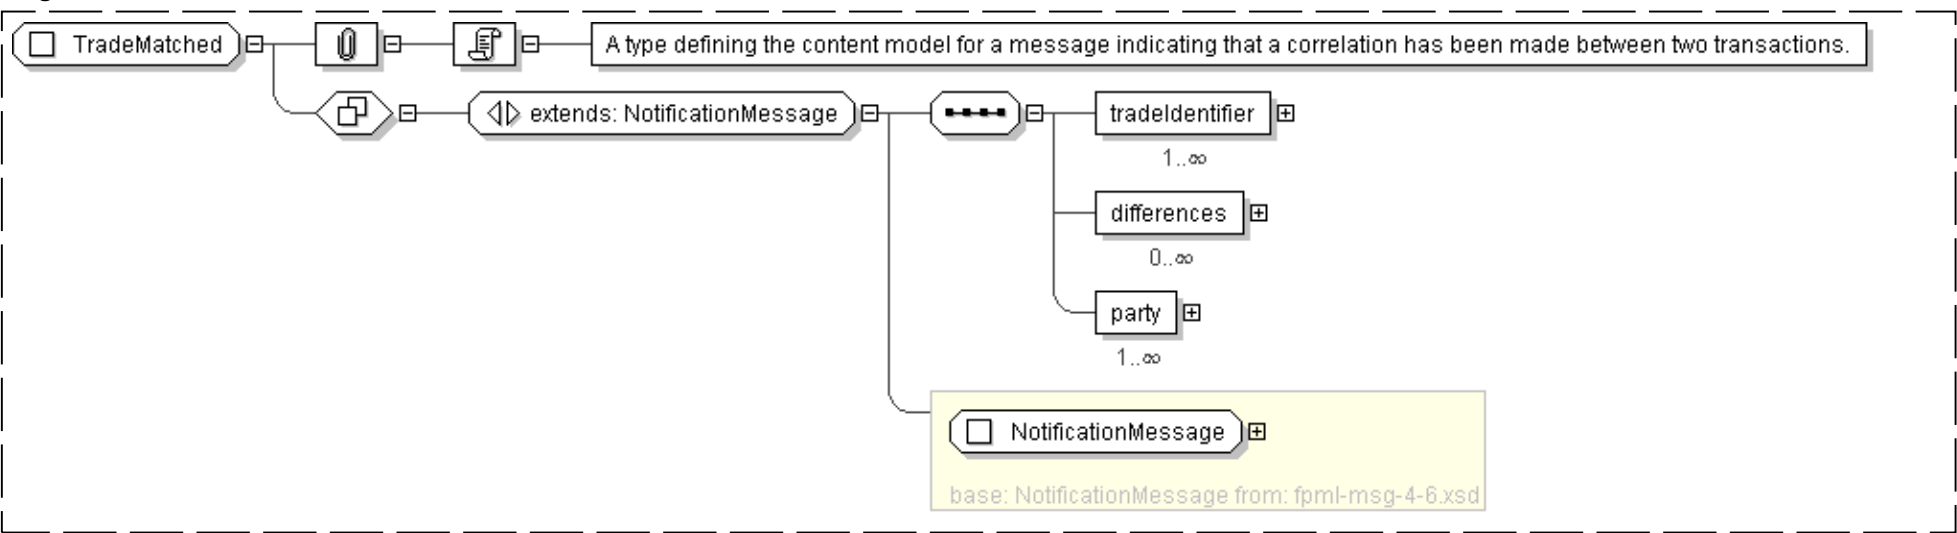 TradeMatched
A type defining the content model for a message indicating that a correlation has been made between two transactions.
extends: NotificationMessage
tradeIdentifier
1..∞
differences
0..∞
party
1..∞
NotificationMessage
base: NotificationMessage from: fpml-msg-4-6.xsd